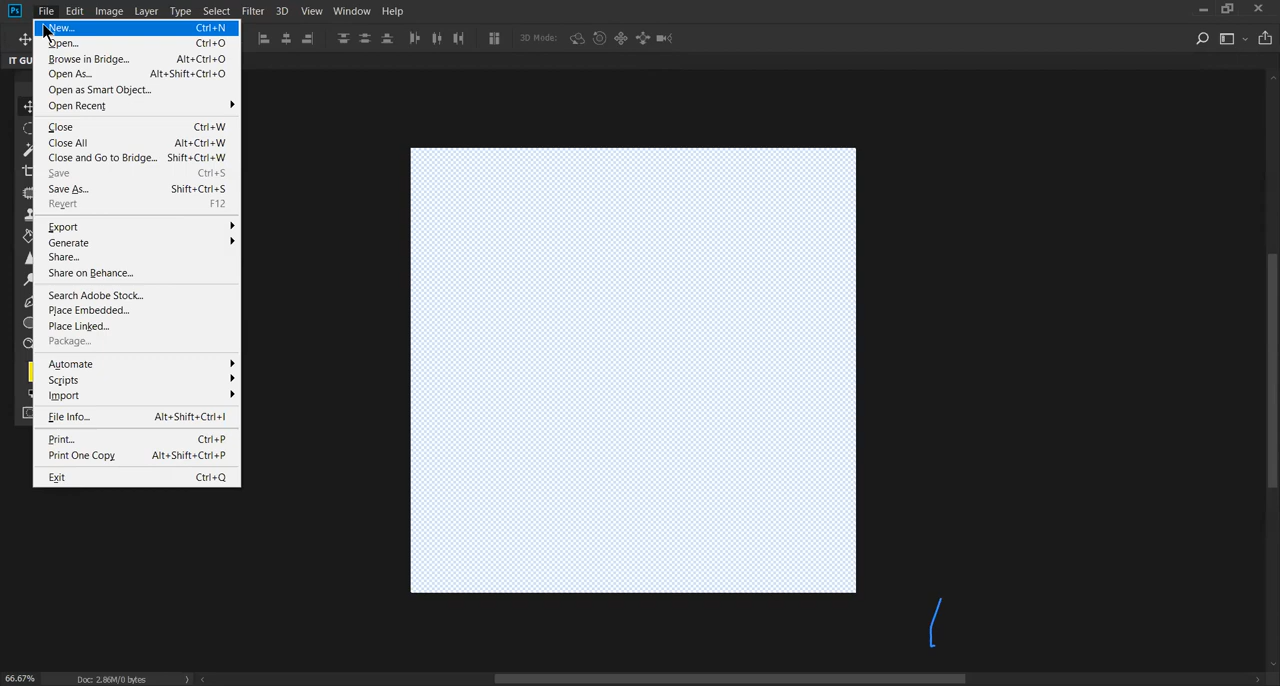 Ps File Edit Image Layer Type Select Filter 3D View Window Help
3D Mode:
IT GU
New... Ctrl+N
Open... Ctrl+O
Browse in Bridge... Alt+Ctrl+O
Open As... Alt+Shift+Ctrl+O
Open as Smart Object...
Open Recent
Close Ctrl+W
Close All Alt+Ctrl+W
Close and Go to Bridge... Shift+Ctrl+W
Save Ctrl+S
Save As... Shift+Ctrl+S
Revert F12
Export
Generate
Share...
Share on Behance...
Search Adobe Stock...
Place Embedded...
Place Linked...
Package...
Automate
Scripts
Import
File Info... Alt+Shift+Ctrl+I
Print... Ctrl+P
Print One Copy Alt+Shift+Ctrl+P
Exit Ctrl+Q
66.67% Doc: 2.86M/0 bytes